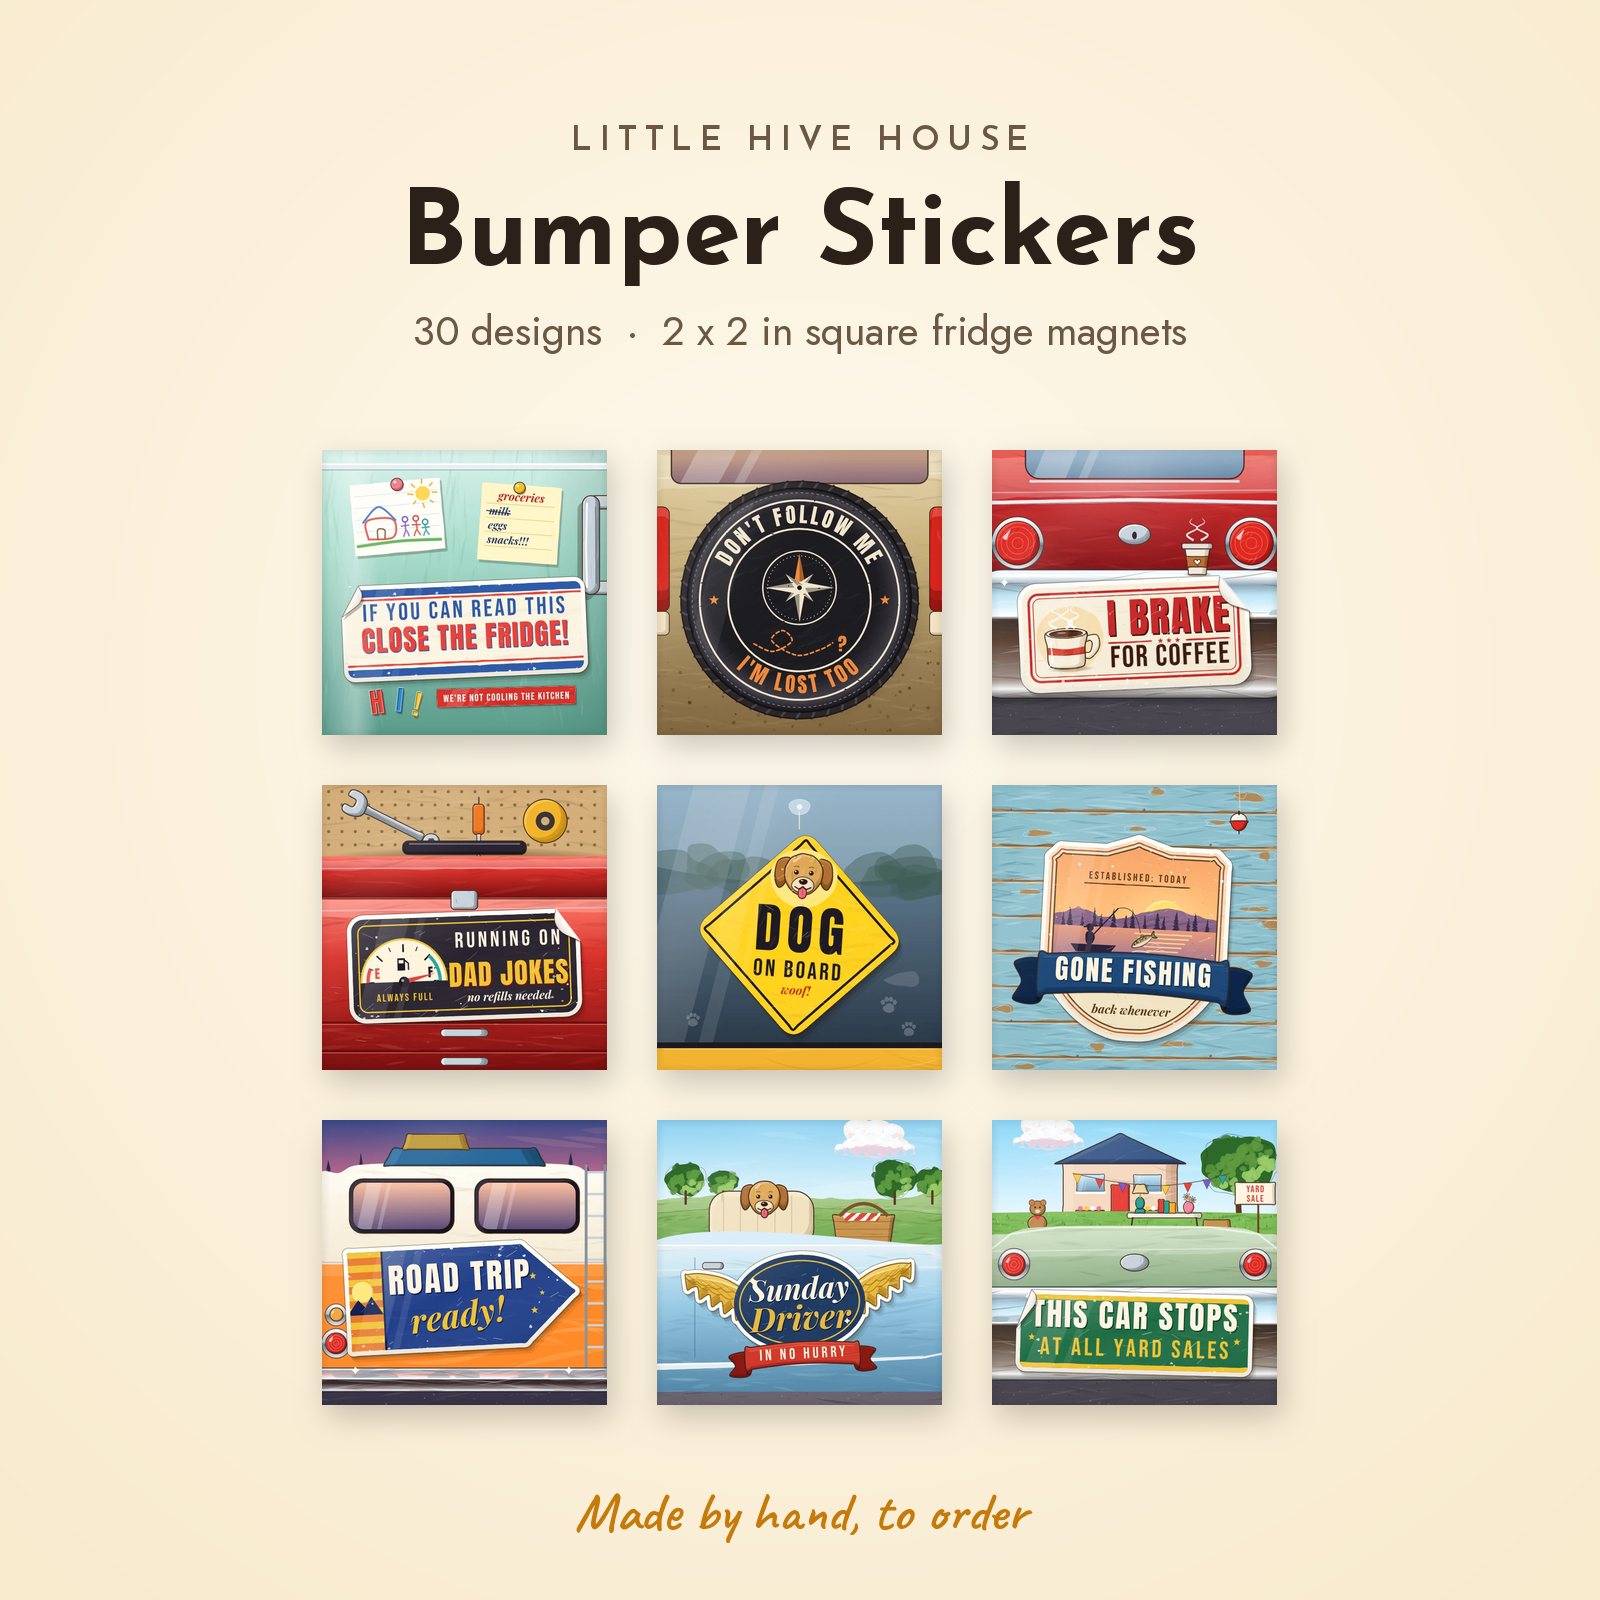 LITTLE HIVE HOUSE
Bumper Stickers
30 designs · 2 x 2 in square fridge magnets
groceries
milk
eggs
snacks!!!
IF YOU CAN READ THIS
CLOSE THE FRIDGE!
HI!
WE'RE NOT COOLING THE KITCHEN
DON'T FOLLOW ME
?
I'M LOST TOO
I BRAKE
FOR COFFEE
E
F
ALWAYS FULL
RUNNING ON
DAD JOKES
no refills needed
DOG
ON BOARD
woof!
ESTABLISHED: TODAY
GONE FISHING
back whenever
ROAD TRIP
ready!
Sunday
Driver
IN NO HURRY
YARD
SALE
THIS CAR STOPS
AT ALL YARD SALES
Made by hand, to order